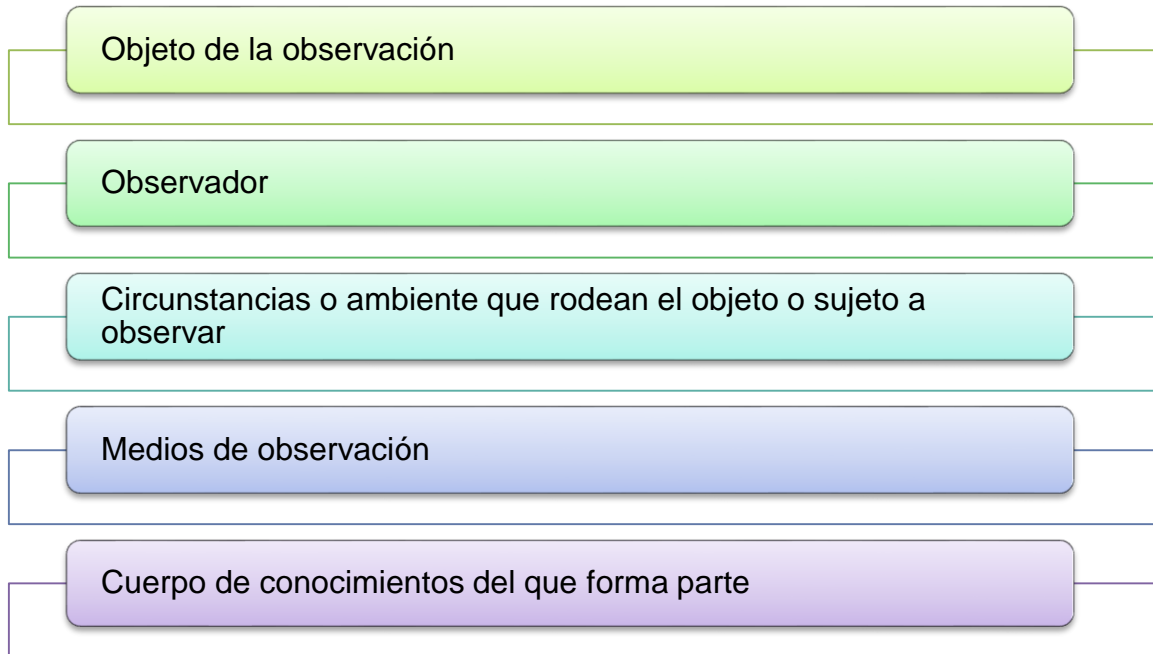 Objeto de la observación
Observador
Circunstancias o ambiente que rodean el objeto o sujeto a
observar
Medios de observación
Cuerpo de conocimientos del que forma parte